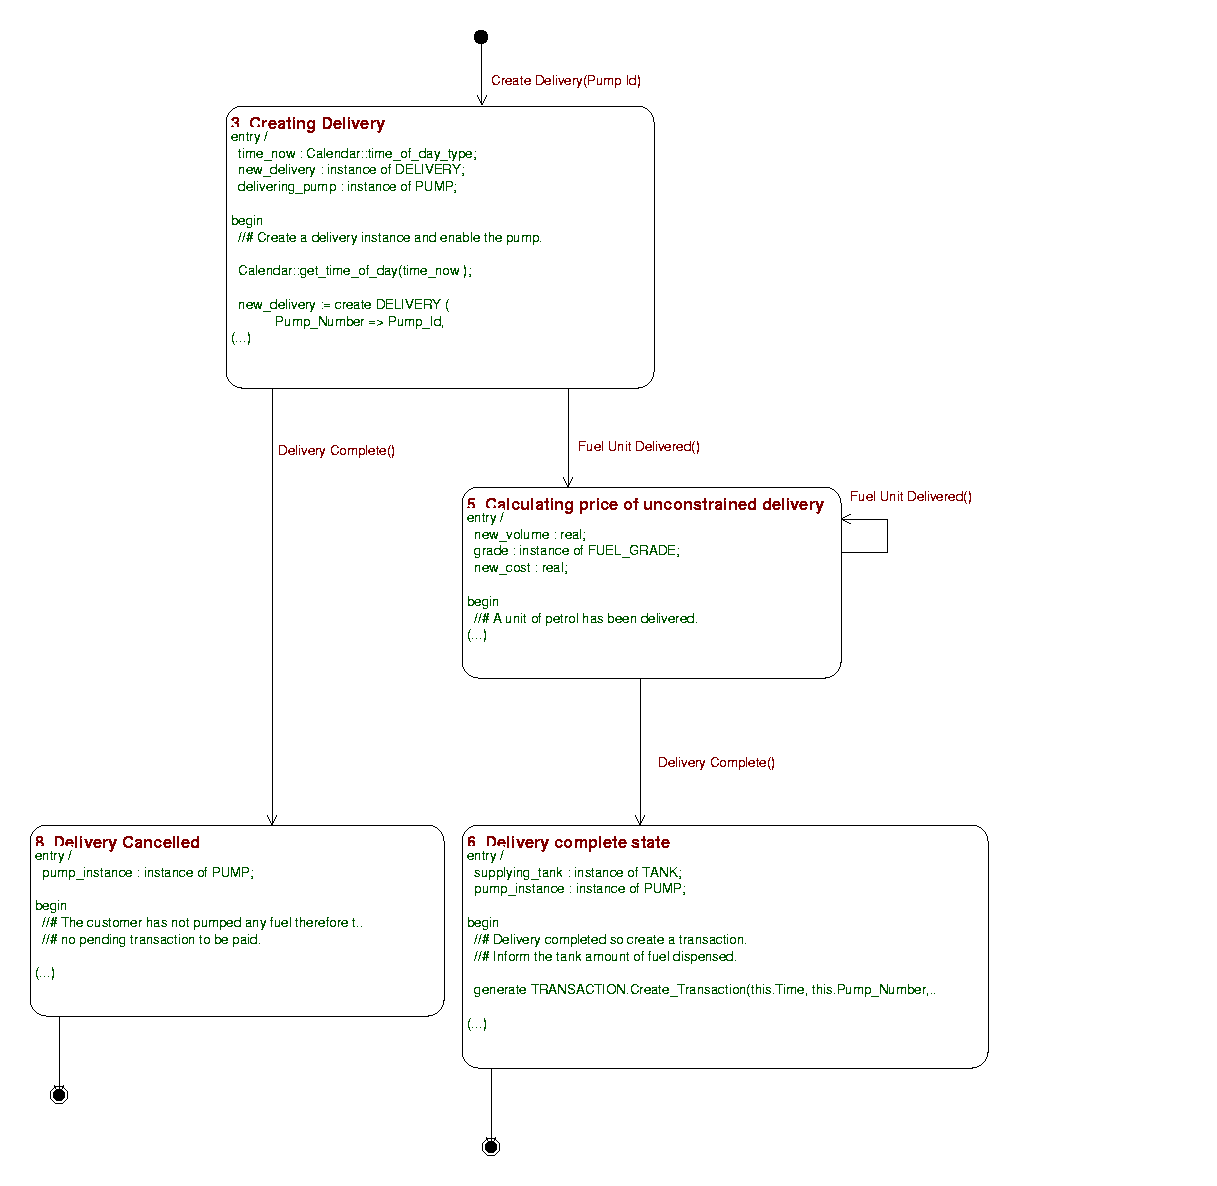 Create Delivery(Pump Id)
3. Creating Delivery
entry /
time_now : Calendar::time_of_day_type;
new_delivery : instance of DELIVERY;
delivering_pump : instance of PUMP;
begin
//# Create a delivery instance and enable the pump.
Calendar::get_time_of_day(time_now );
new_delivery := create DELIVERY (
Pump_Number => Pump_Id,
(...)
Delivery Complete()
Fuel Unit Delivered()
Fuel Unit Delivered()
5. Calculating price of unconstrained delivery
entry /
new_volume : real;
grade : instance of FUEL_GRADE;
new_cost : real;
begin
//# A unit of petrol has been delivered.
(...)
Delivery Complete()
8. Delivery Cancelled
entry /
pump_instance : instance of PUMP;
begin
//# The customer has not pumped any fuel therefore t..
//# no pending transaction to be paid.
(...)
6. Delivery complete state
entry /
supplying_tank : instance of TANK;
pump_instance : instance of PUMP;
begin
//# Delivery completed so create a transaction.
//# Inform the tank amount of fuel dispensed.
generate TRANSACTION.Create_Transaction(this.Time, this.Pump_Number,..
(...)